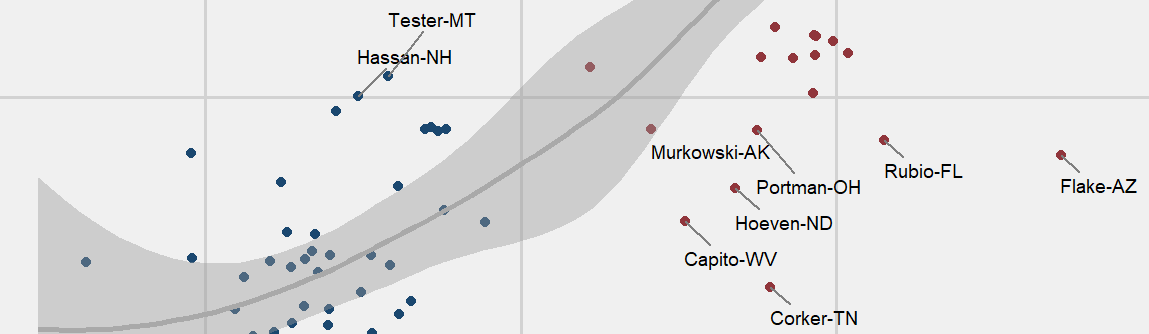 Tester-MT
Hassan-NH
Murkowski-AK
Portman-OH
Rubio-FL
Flake-AZ
Hoeven-ND
Capito-WV
Corker-TN